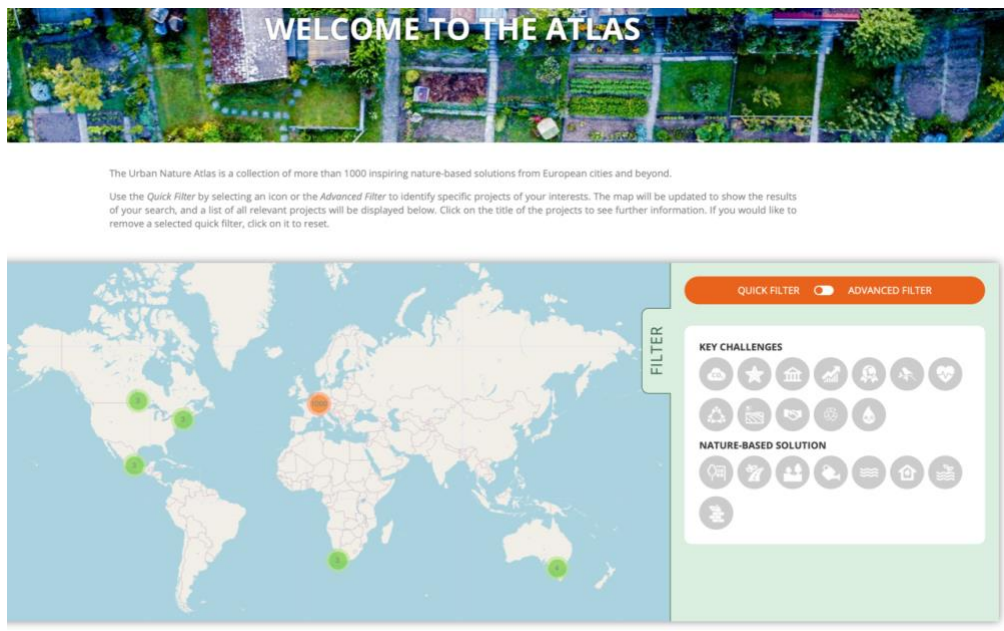 WELCOME TO THE ATLAS
The Urban Nature Atlas is a collection of more than 1000 inspiring nature-based solutions from European cities and beyond.
Use the Quick Filter by selecting an icon or the Advanced Filter to identify specific projects of your interests. The map will be updated to show the results
of your search, and a list of all relevant projects will be displayed below. Click on the title of the projects to see further information. If you would like to
remove a selected quick filter, click on it to reset.
FILTER
QUICK FILTER ADVANCED FILTER
KEY CHALLENGES
NATURE-BASED SOLUTION
1000